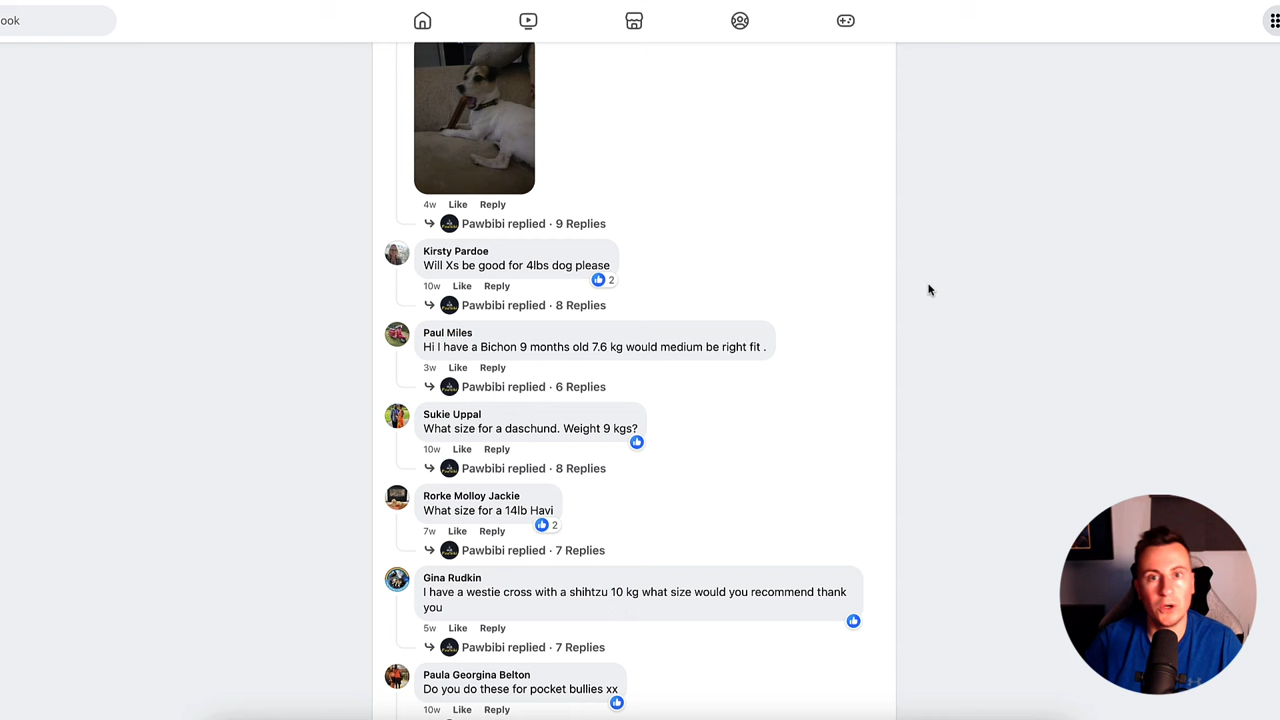 ook
4w Like Reply
Pawbibi replied · 9 Replies
Kirsty Pardoe
Will Xs be good for 4lbs dog please
2
10w Like Reply
Pawbibi replied · 8 Replies
Paul Miles
Hi I have a Bichon 9 months old 7.6 kg would medium be right fit .
3w Like Reply
Pawbibi replied · 6 Replies
Sukie Uppal
What size for a daschund. Weight 9 kgs?
10w Like Reply
Pawbibi replied · 8 Replies
Rorke Molloy Jackie
What size for a 14lb Havi
2
7w Like Reply
Pawbibi replied · 7 Replies
Gina Rudkin
I have a westie cross with a shihtzu 10 kg what size would you recommend thank
you
5w Like Reply
Pawbibi replied · 7 Replies
Paula Georgina Belton
Do you do these for pocket bullies xx
10w Like Reply